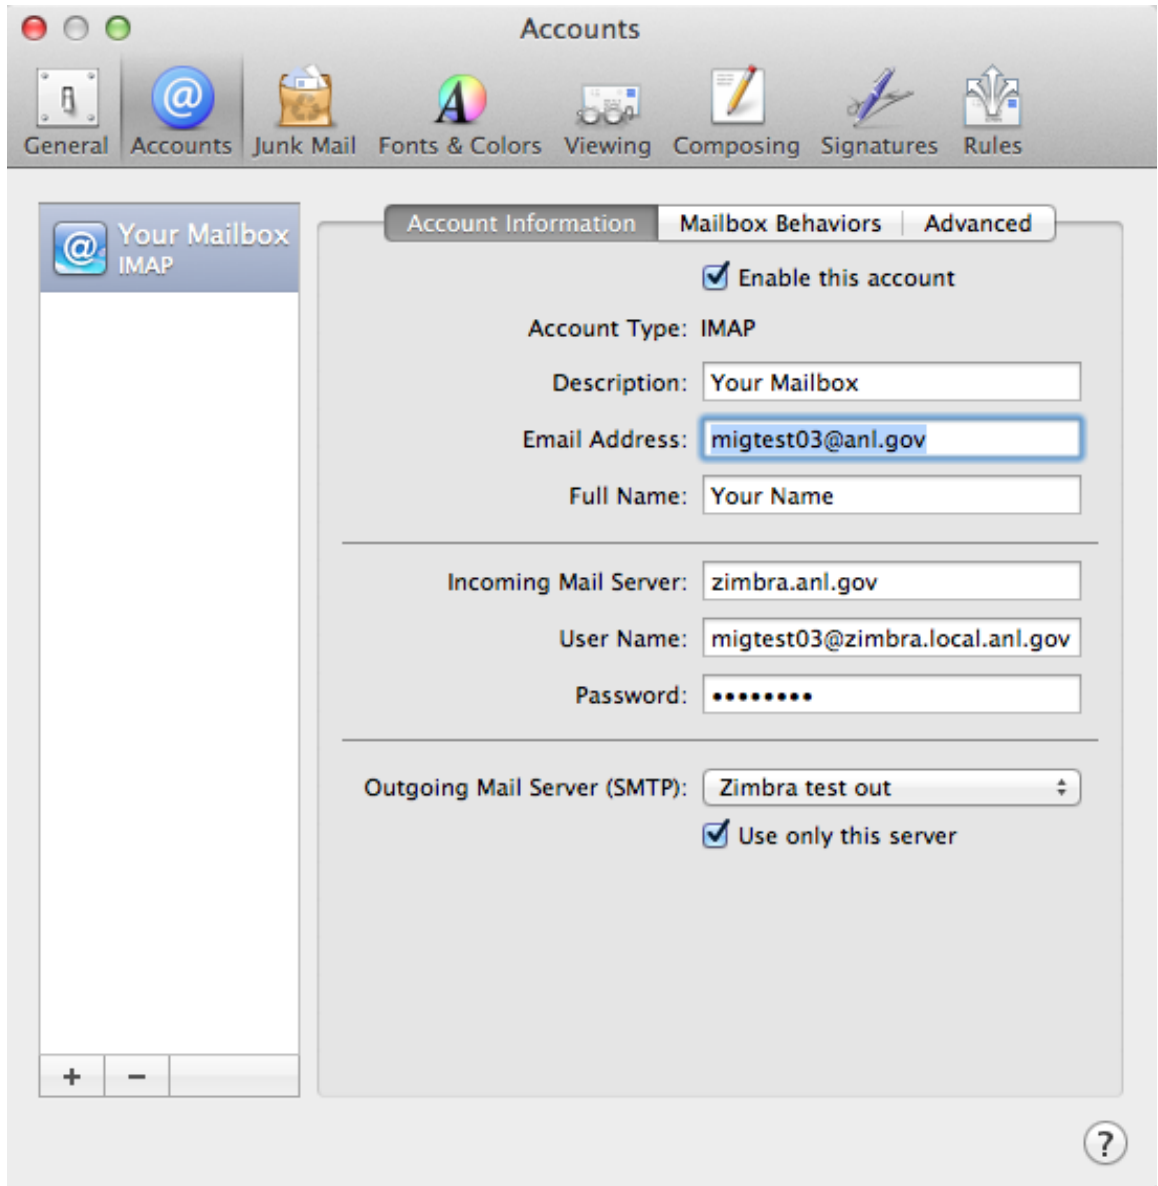 Accounts
General Accounts Junk Mail Fonts & Colors Viewing Composing Signatures Rules
Your Mailbox
IMAP
Account Information Mailbox Behaviors Advanced
Enable this account
Account Type: IMAP
Description: Your Mailbox
Email Address: migtest03@anl.gov
Full Name: Your Name
Incoming Mail Server: zimbra.anl.gov
User Name: migtest03@zimbra.local.anl.gov
Password: ••••••••
Outgoing Mail Server (SMTP): Zimbra test out
Use only this server
+ −
?